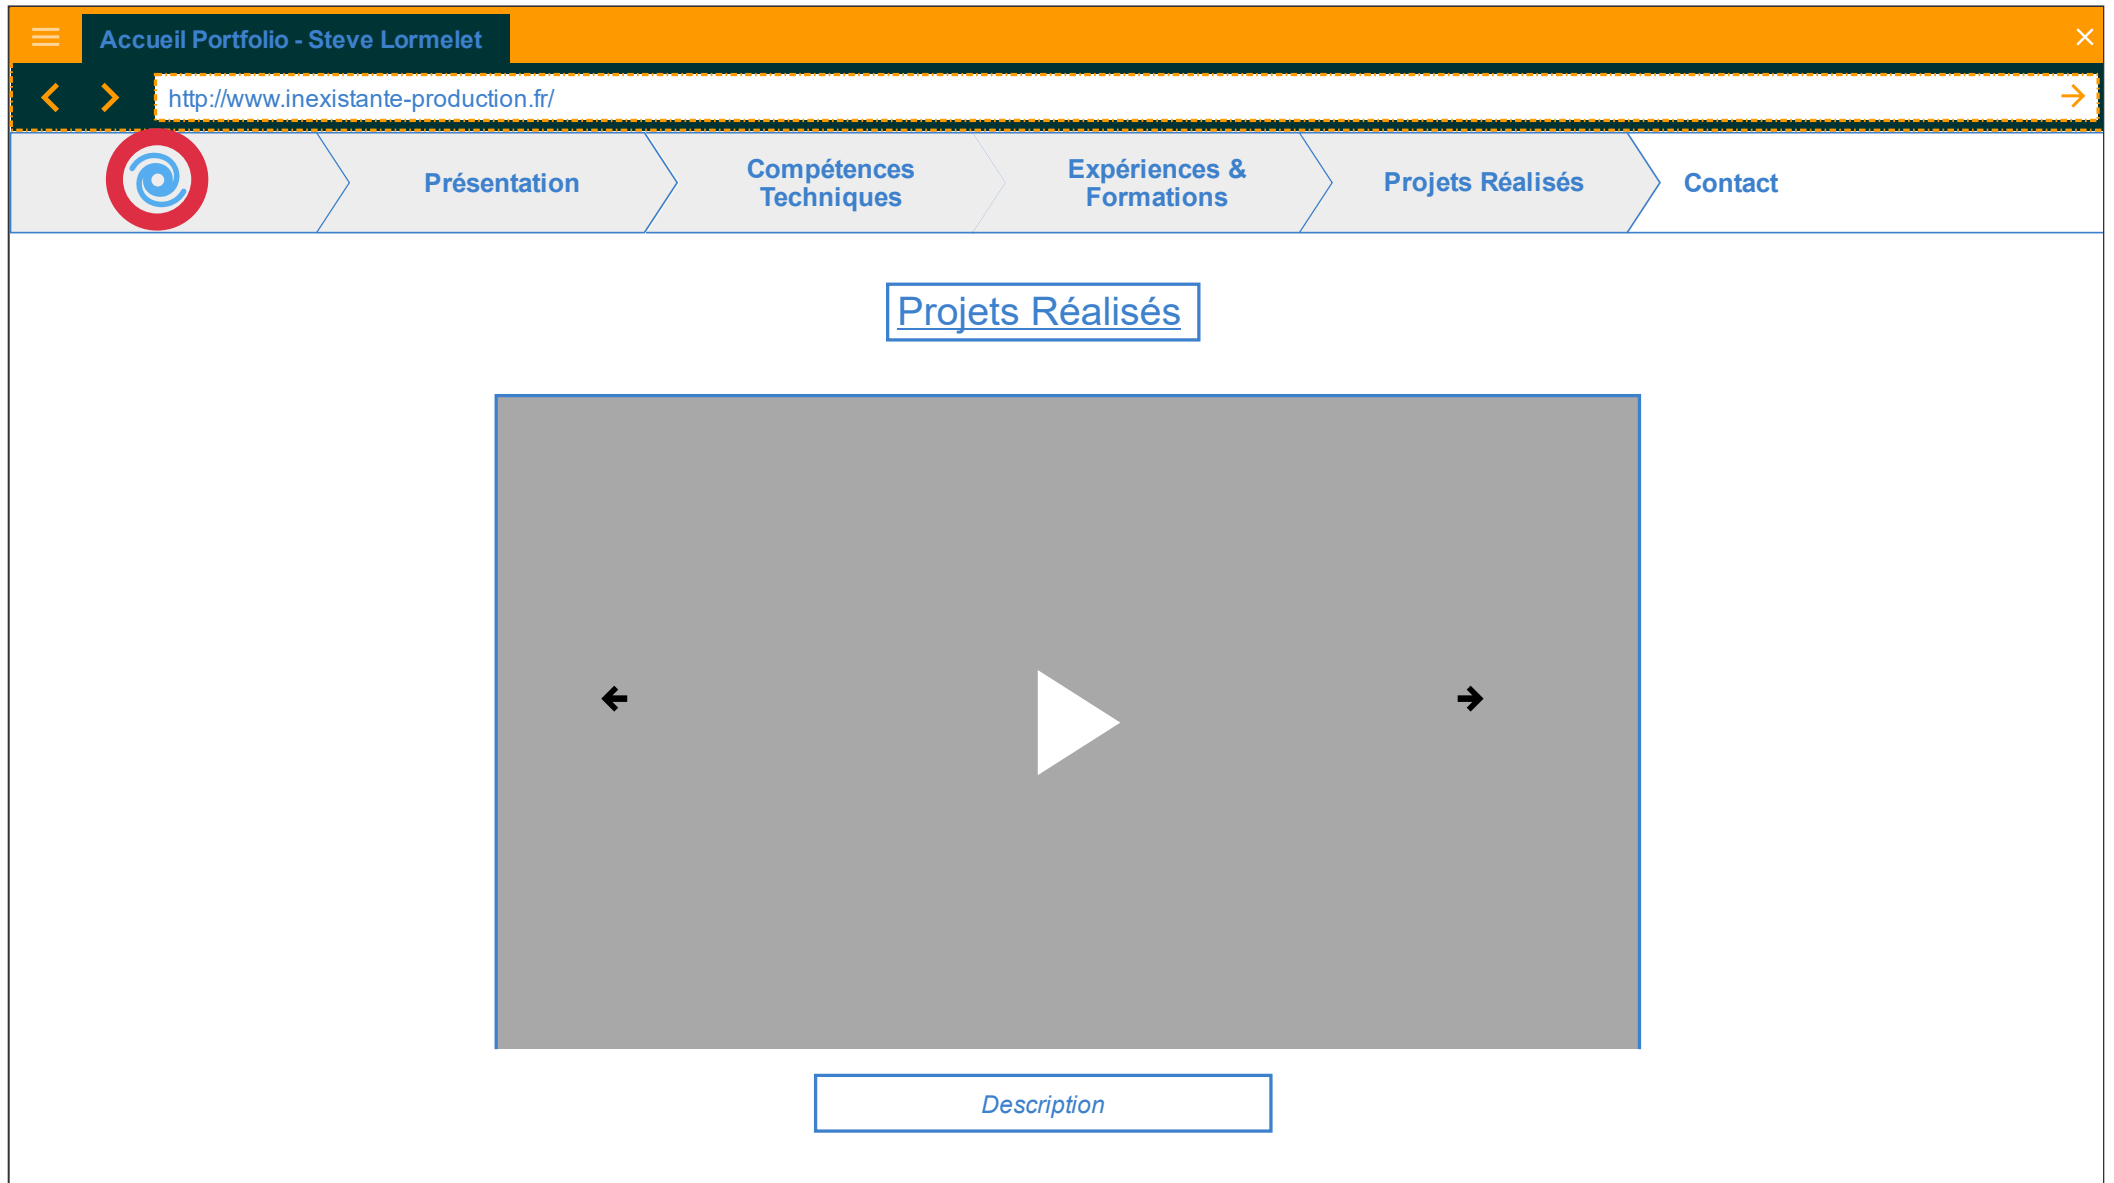 Accueil Portfolio - Steve Lormelet
http://www.inexistante-production.fr/
Présentation
Compétences
Techniques
Expériences &
Formations
Projets Réalisés
Contact
Projets Réalisés
Description